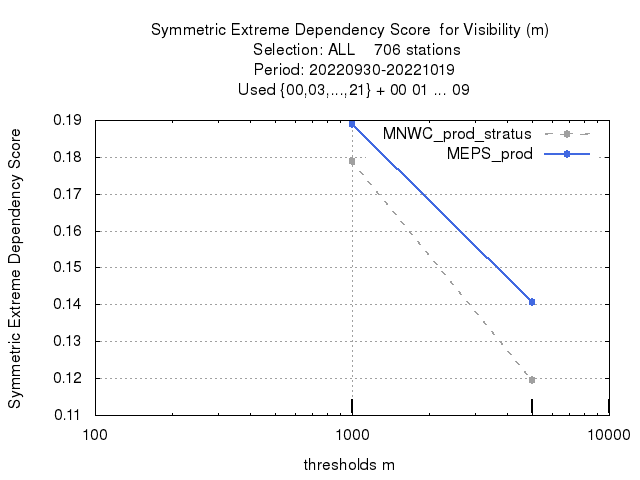 Symmetric Extreme Dependency Score for Visibility (m)
Selection: ALL 706 stations
Period: 20220930-20221019
Used {00,03,...,21} + 00 01 ... 09
Symmetric Extreme Dependency Score
0.19
0.18
0.17
0.16
0.15
0.14
0.13
0.12
0.11
MNWC_prod_stratus
MEPS_prod
100
1000
10000
thresholds m